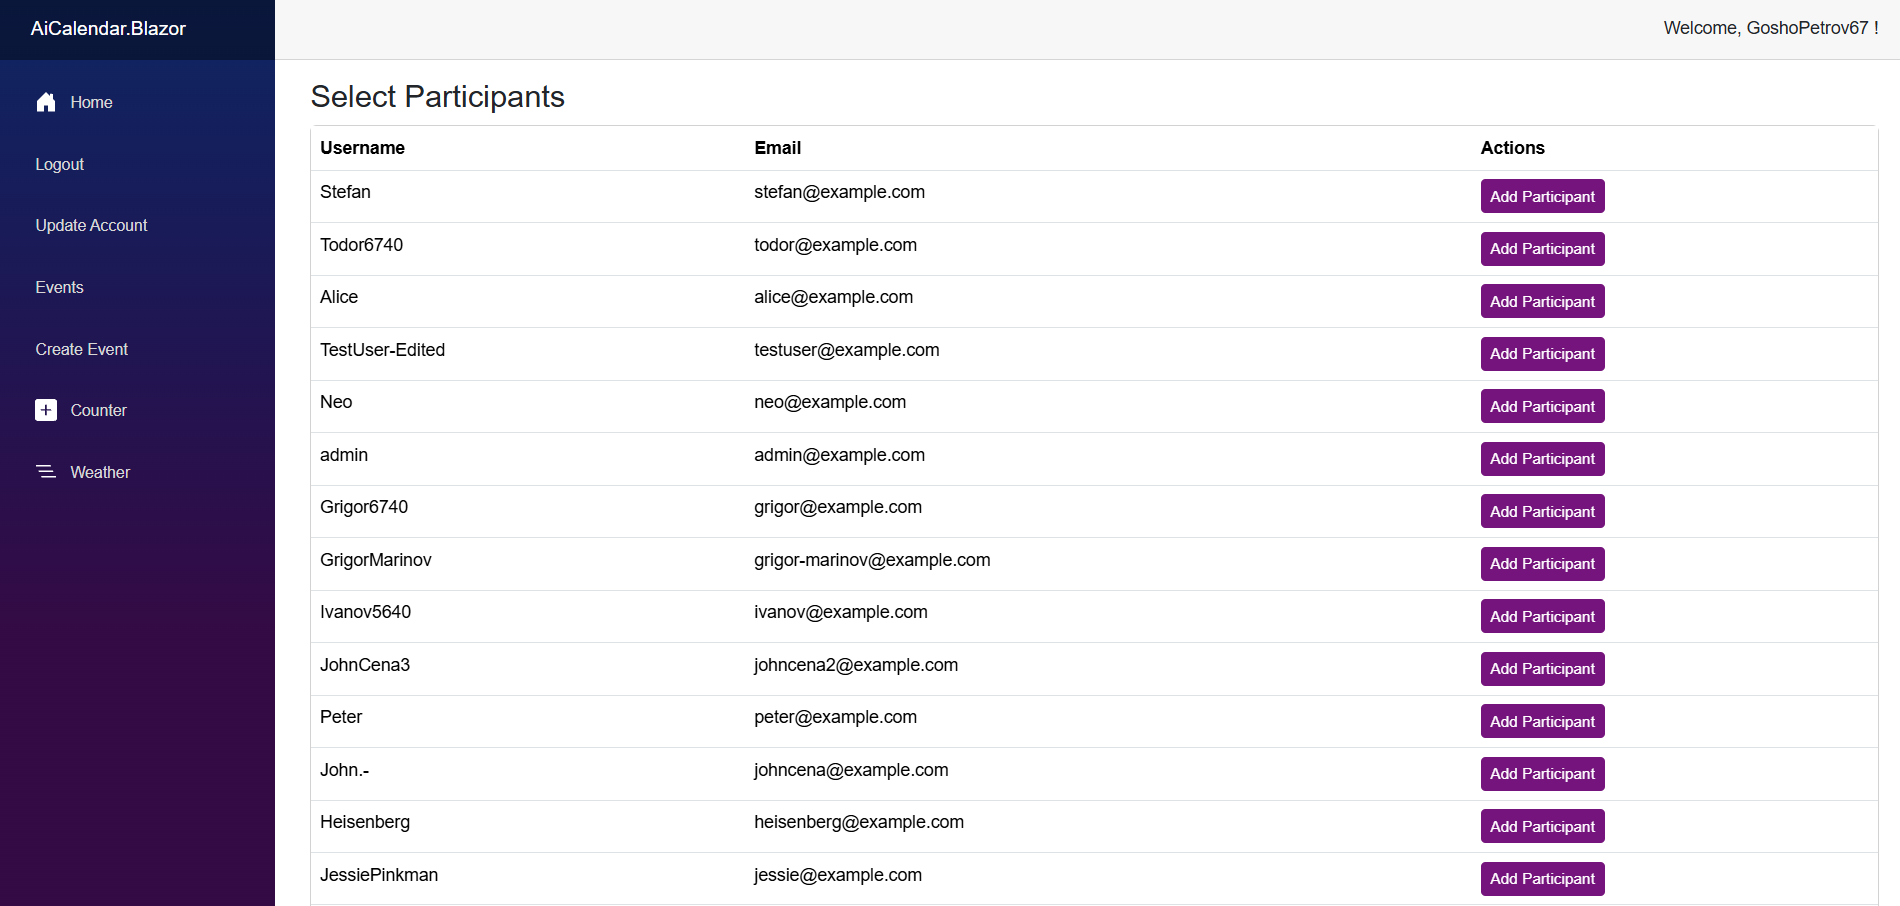 AiCalendar.Blazor
Welcome, GoshoPetrov67 !
Home
Logout
Update Account
Events
Create Event
Counter
Weather
Select Participants
Username Email Actions
Stefan stefan@example.com Add Participant
Todor6740 todor@example.com Add Participant
Alice alice@example.com Add Participant
TestUser-Edited testuser@example.com Add Participant
Neo neo@example.com Add Participant
admin admin@example.com Add Participant
Grigor6740 grigor@example.com Add Participant
GrigorMarinov grigor-marinov@example.com Add Participant
Ivanov5640 ivanov@example.com Add Participant
JohnCena3 johncena2@example.com Add Participant
Peter peter@example.com Add Participant
John.- johncena@example.com Add Participant
Heisenberg heisenberg@example.com Add Participant
JessiePinkman jessie@example.com Add Participant